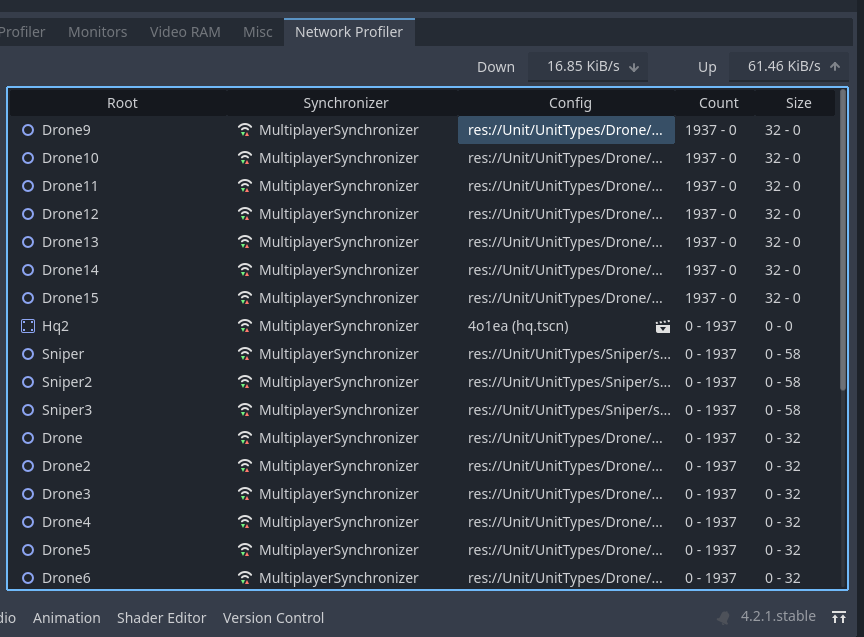 Profiler Monitors Video RAM Misc Network Profiler
Down 16.85 KiB/s Up 61.46 KiB/s
Root Synchronizer Config Count Size
Drone9 MultiplayerSynchronizer res://Unit/UnitTypes/Drone/... 1937 - 0 32 - 0
Drone10 MultiplayerSynchronizer res://Unit/UnitTypes/Drone/... 1937 - 0 32 - 0
Drone11 MultiplayerSynchronizer res://Unit/UnitTypes/Drone/... 1937 - 0 32 - 0
Drone12 MultiplayerSynchronizer res://Unit/UnitTypes/Drone/... 1937 - 0 32 - 0
Drone13 MultiplayerSynchronizer res://Unit/UnitTypes/Drone/... 1937 - 0 32 - 0
Drone14 MultiplayerSynchronizer res://Unit/UnitTypes/Drone/... 1937 - 0 32 - 0
Drone15 MultiplayerSynchronizer res://Unit/UnitTypes/Drone/... 1937 - 0 32 - 0
Hq2 MultiplayerSynchronizer 4o1ea (hq.tscn) 0 - 1937 0 - 0
Sniper MultiplayerSynchronizer res://Unit/UnitTypes/Sniper/s... 0 - 1937 0 - 58
Sniper2 MultiplayerSynchronizer res://Unit/UnitTypes/Sniper/s... 0 - 1937 0 - 58
Sniper3 MultiplayerSynchronizer res://Unit/UnitTypes/Sniper/s... 0 - 1937 0 - 58
Drone MultiplayerSynchronizer res://Unit/UnitTypes/Drone/... 0 - 1937 0 - 32
Drone2 MultiplayerSynchronizer res://Unit/UnitTypes/Drone/... 0 - 1937 0 - 32
Drone3 MultiplayerSynchronizer res://Unit/UnitTypes/Drone/... 0 - 1937 0 - 32
Drone4 MultiplayerSynchronizer res://Unit/UnitTypes/Drone/... 0 - 1937 0 - 32
Drone5 MultiplayerSynchronizer res://Unit/UnitTypes/Drone/... 0 - 1937 0 - 32
Drone6 MultiplayerSynchronizer res://Unit/UnitTypes/Drone/... 0 - 1937 0 - 32
dio Animation Shader Editor Version Control 4.2.1.stable